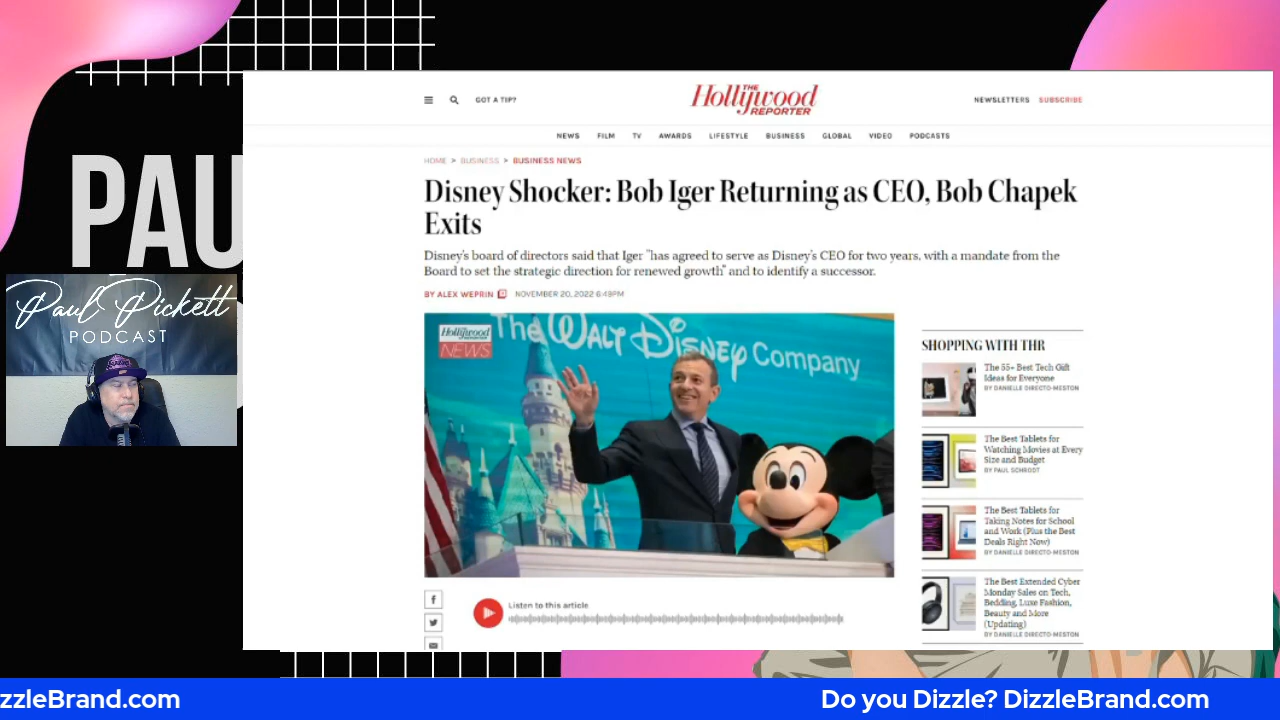 PAU
Paul Pickett
PODCAST
GOT A TIP?
THE
Hollywood
REPORTER
NEWSLETTERS SUBSCRIBE
NEWS FILM TV AWARDS LIFESTYLE BUSINESS GLOBAL VIDEO PODCASTS
HOME > BUSINESS > BUSINESS NEWS
Disney Shocker: Bob Iger Returning as CEO, Bob Chapek
Exits
Disney's board of directors said that Iger "has agreed to serve as Disney's CEO for two years, with a mandate from the
Board to set the strategic direction for renewed growth" and to identify a successor.
BY ALEX WEPRIN NOVEMBER 20, 2022 6:48PM
Hollywood
REPORTER
NEWS
The WALT DISNEY Company
Listen to this article
SHOPPING WITH THR
The 55+ Best Tech Gift
Ideas for Everyone
BY DANIELLE DIRECTO-MESTON
The Best Tablets for
Watching Movies at Every
Size and Budget
BY PAUL SCHRODT
The Best Tablets for
Taking Notes for School
and Work (Plus the Best
Deals Right Now)
BY DANIELLE DIRECTO-MESTON
The Best Extended Cyber
Monday Sales on Tech,
Bedding, Luxe Fashion,
Beauty and More
(Updating)
BY DANIELLE DIRECTO-MESTON
zzleBrand.com Do you Dizzle? DizzleBrand.com